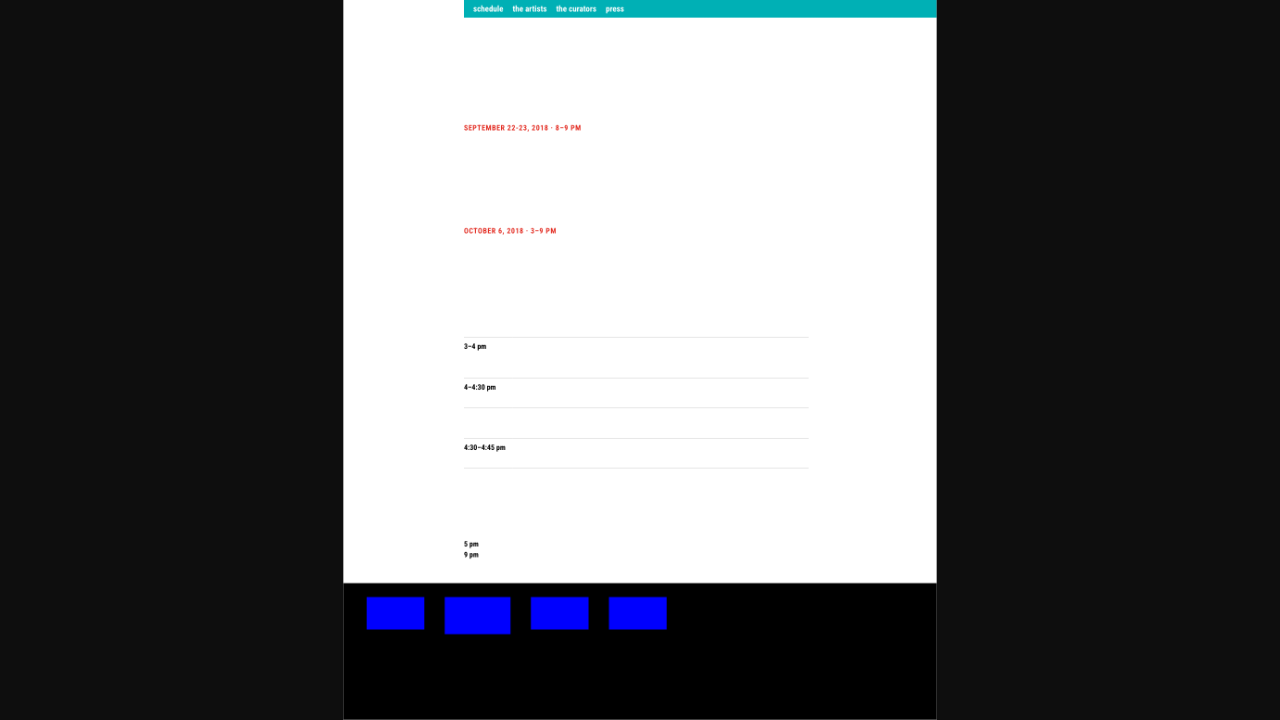 schedule the artists the curators press
SEPTEMBER 22-23, 2018 · 8–9 PM
OCTOBER 6, 2018 · 3–9 PM
3–4 pm
4–4:30 pm
4:30–4:45 pm
5 pm
9 pm